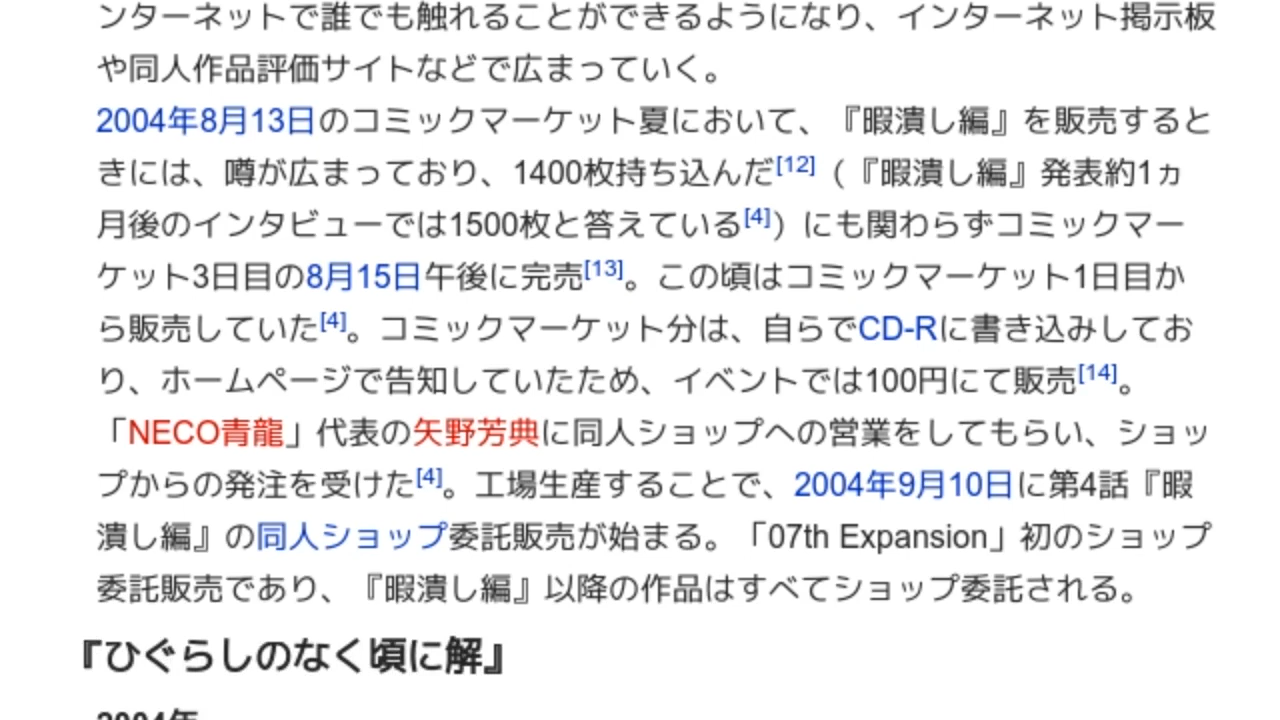 ンターネットで誰でも触れることができるようになり、インターネット掲示板
や同人作品評価サイトなどで広まっていく。
2004年8月13日のコミックマーケット夏において、『暇潰し編』を販売すると
きには、噂が広まっており、1400枚持ち込んだ[12]（『暇潰し編』発表約1ヵ
月後のインタビューでは1500枚と答えている[4]）にも関わらずコミックマー
ケット3日目の8月15日午後に完売[13]。この頃はコミックマーケット1日目か
ら販売していた[4]。コミックマーケット分は、自らでCD-Rに書き込みしてお
り、ホームページで告知していたため、イベントでは100円にて販売[14]。
「NECO青龍」代表の矢野芳典に同人ショップへの営業をしてもらい、ショッ
プからの発注を受けた[4]。工場生産することで、2004年9月10日に第4話『暇
潰し編』の同人ショップ委託販売が始まる。「07th Expansion」初のショップ
委託販売であり、『暇潰し編』以降の作品はすべてショップ委託される。
『ひぐらしのなく頃に解』
2004年